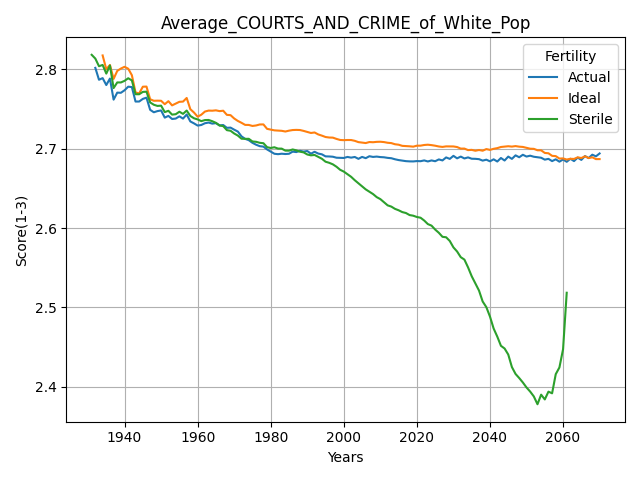 Average_COURTS_AND_CRIME_of_White_Pop
Fertility
Actual
Ideal
Sterile
Score(1-3)
2.8
2.7
2.6
2.5
2.4
1940 1960 1980 2000 2020 2040 2060
Years